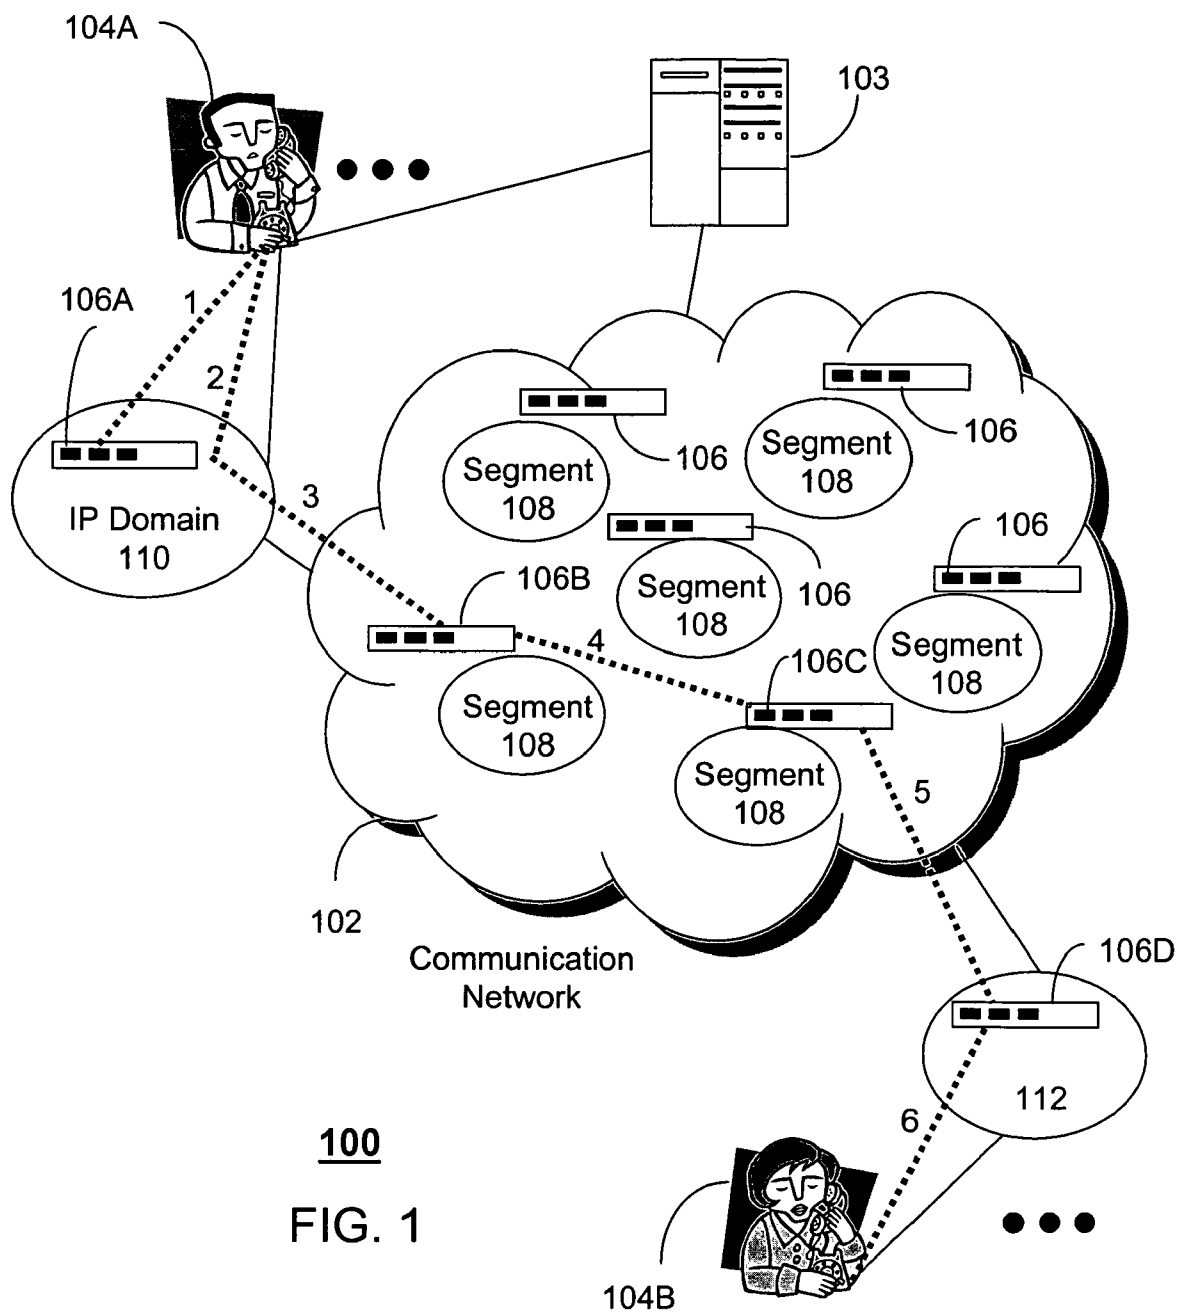 104A
103
106A
1
2
106
106
Segment
108
Segment
108
3
IP Domain
110
106
106B
106
Segment
108
4
106C
Segment
108
Segment
108
Segment
108
5
102
Communication
Network
106D
112
6
100
FIG. 1
104B